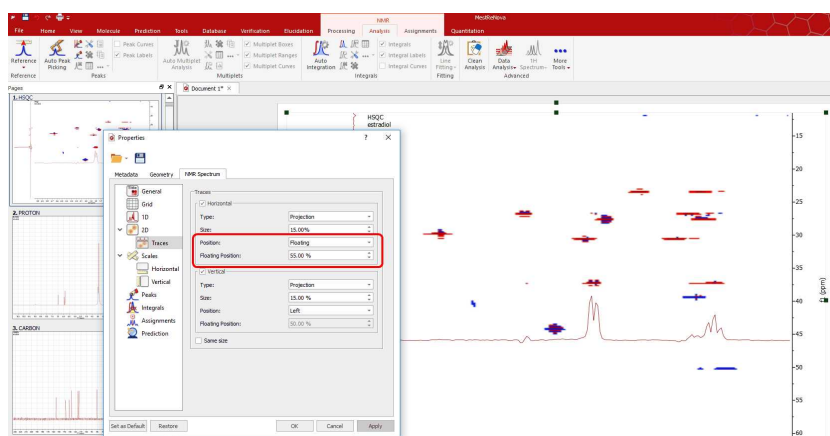 NMR
MestReNova
File Home View Molecule Prediction Tools Database Verification Elucidation Processing Analysis Assignments Quantitation
Reference
Auto Peak Picking
Peak Curves
Peak Labels
Auto Multiplet Analysis
Multiplet Boxes
Multiplet Ranges
Multiplet Curves
Auto Integration
Integrals
Integral Labels
Integral Curves
Line Fitting
Clean Analysis
Data Analysis
1H Spectrum
More Tools
Reference Peaks Multiplets Integrals Fitting Advanced
Pages
Document 1*
1. HSQC
2. PROTON
3. CARBON
HSQC
estradiol
Properties ? ×
Metadata Geometry NMR Spectrum
General
Grid
1D
2D
Traces
Scales
Horizontal
Vertical
Peaks
Integrals
Assignments
Prediction
Traces
Horizontal
Type: Projection
Size: 15.00%
Position: Floating
Floating Position: 55.00 %
Vertical
Type: Projection
Size: 15.00 %
Position: Left
Floating Position: 50.00 %
Same size
Set as Default Restore OK Cancel Apply
15
20
25
30
35
40
45
50
55
60
(ppm)